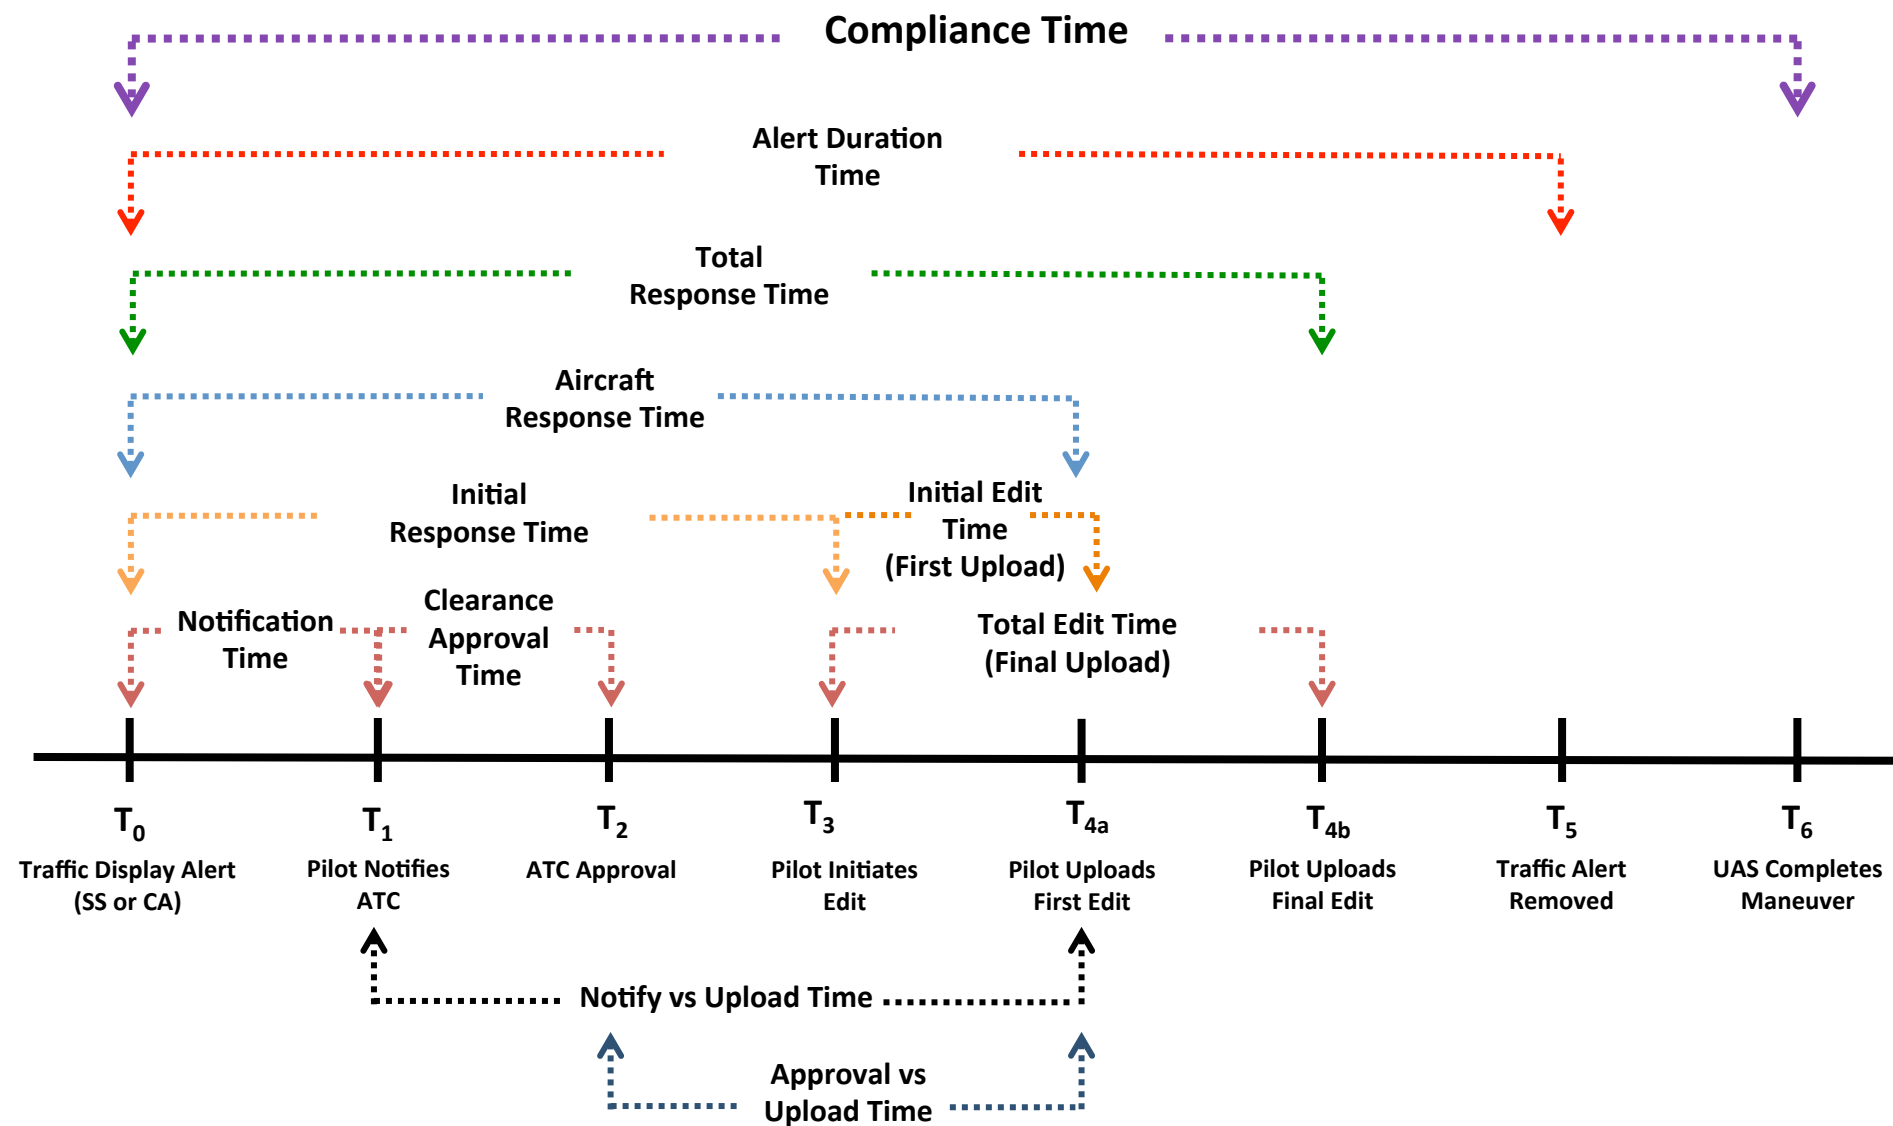 Compliance Time
Alert Duration
Time
Total
Response Time
Aircraft
Response Time
Initial
Response Time
Initial Edit
Time
(First Upload)
Notification
Time
Clearance
Approval
Time
Total Edit Time
(Final Upload)
T0
T1
T2
T3
T4a
T4b
T5
T6
Traffic Display Alert
(SS or CA)
Pilot Notifies
ATC
ATC Approval
Pilot Initiates
Edit
Pilot Uploads
First Edit
Pilot Uploads
Final Edit
Traffic Alert
Removed
UAS Completes
Maneuver
Notify vs Upload Time
Approval vs
Upload Time